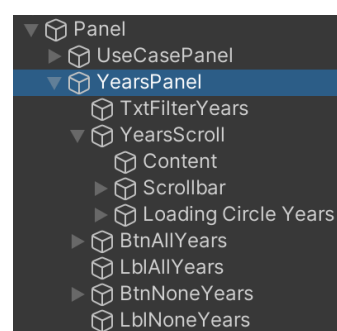 Panel
UseCasePanel
YearsPanel
TxtFilterYears
YearsScroll
Content
Scrollbar
Loading Circle Years
BtnAllYears
LblAllYears
BtnNoneYears
LblNoneYears